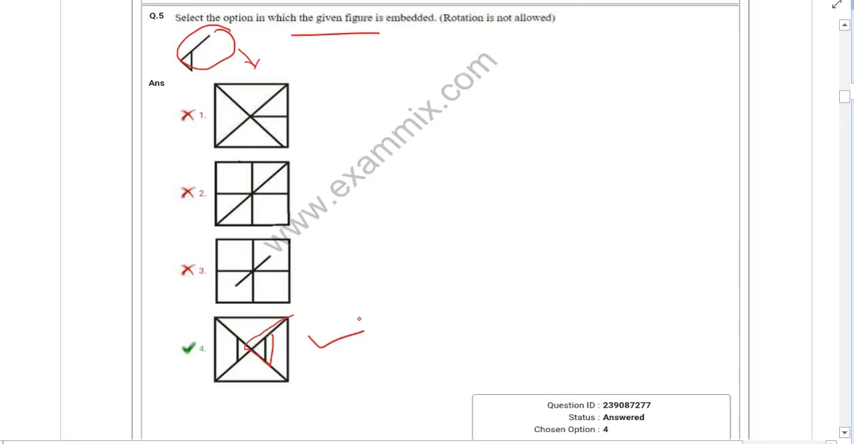 Q.5 Select the option in which the given figure is embedded. (Rotation is not allowed)
Ans
1.
2.
3.
4.
www.exammix.com
Question ID : 239087277
Status : Answered
Chosen Option : 4